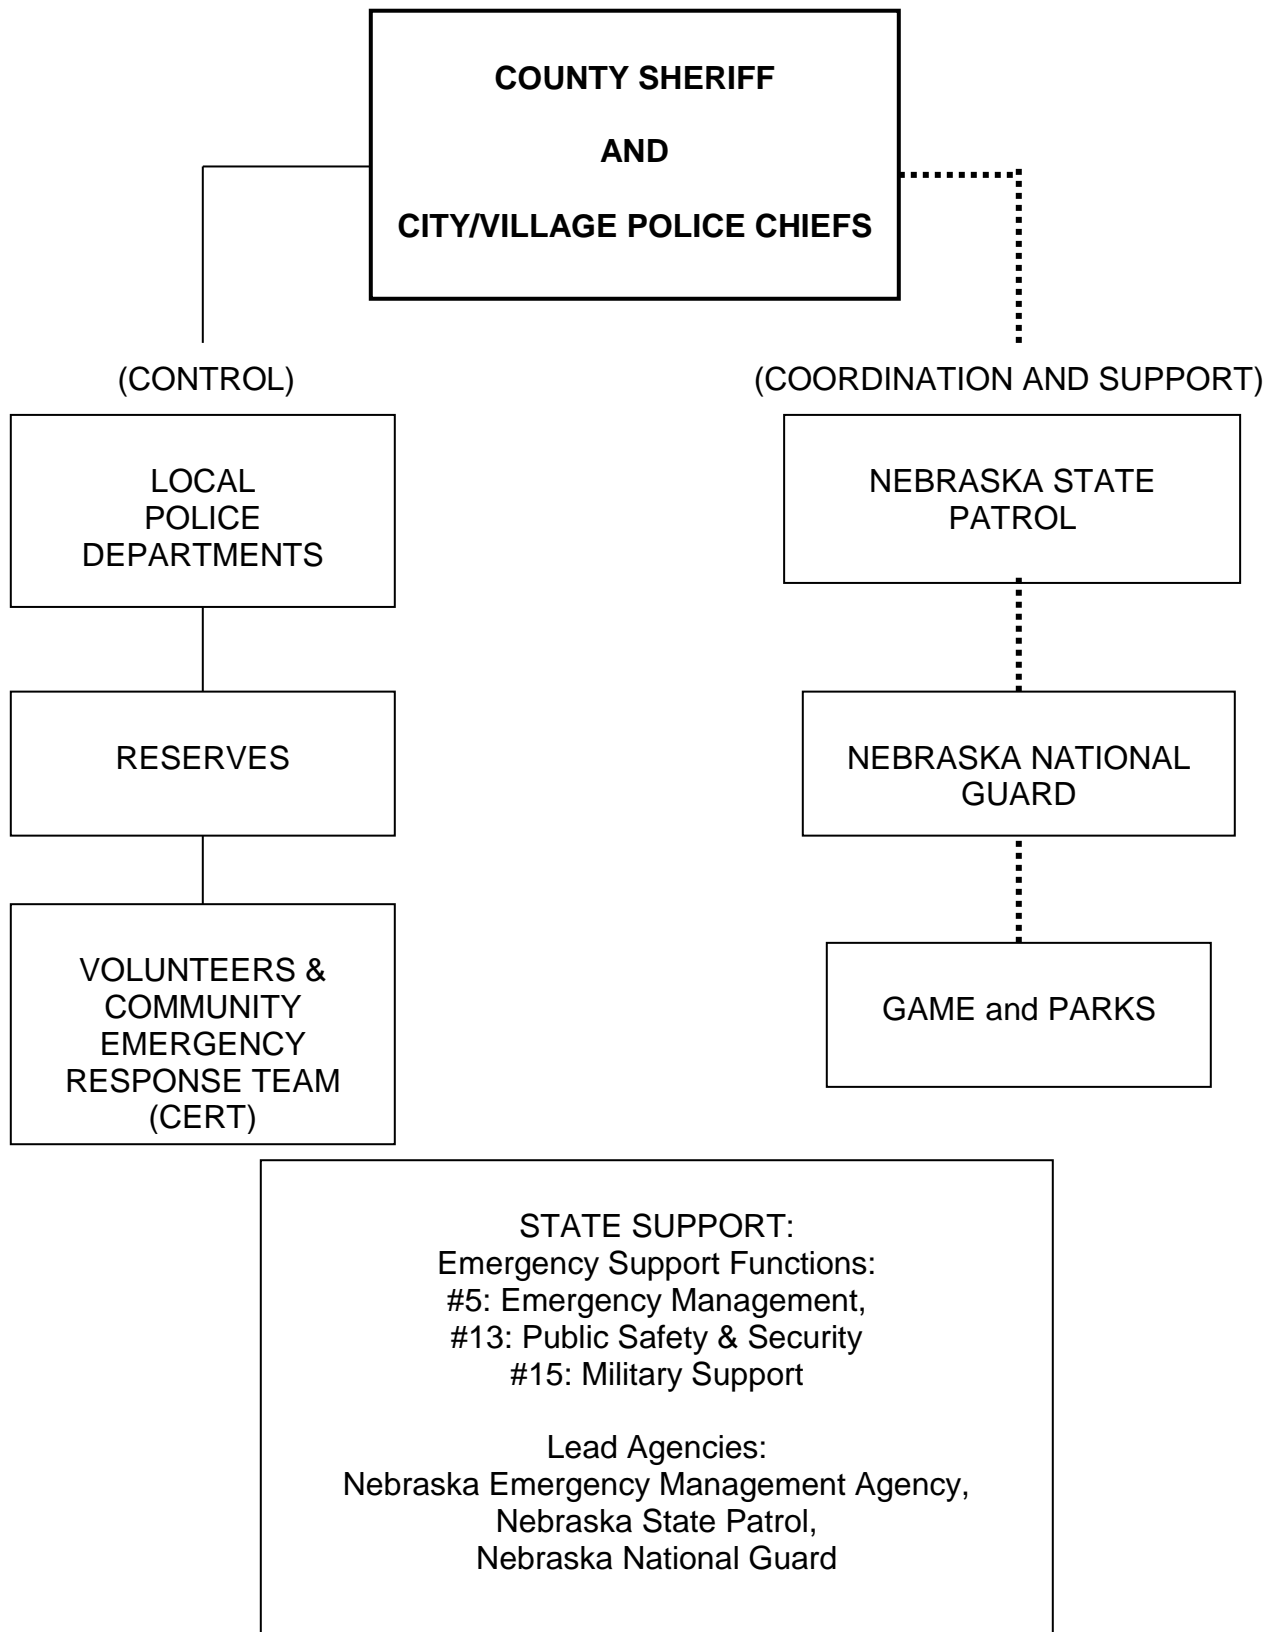 COUNTY SHERIFF
AND
CITY/VILLAGE POLICE CHIEFS
(CONTROL)
LOCAL
POLICE
DEPARTMENTS
RESERVES
VOLUNTEERS &
COMMUNITY
EMERGENCY
RESPONSE TEAM
(CERT)
(COORDINATION AND SUPPORT)
NEBRASKA STATE
PATROL
NEBRASKA NATIONAL
GUARD
GAME and PARKS
STATE SUPPORT:
Emergency Support Functions:
#5: Emergency Management,
#13: Public Safety & Security
#15: Military Support
Lead Agencies:
Nebraska Emergency Management Agency,
Nebraska State Patrol,
Nebraska National Guard